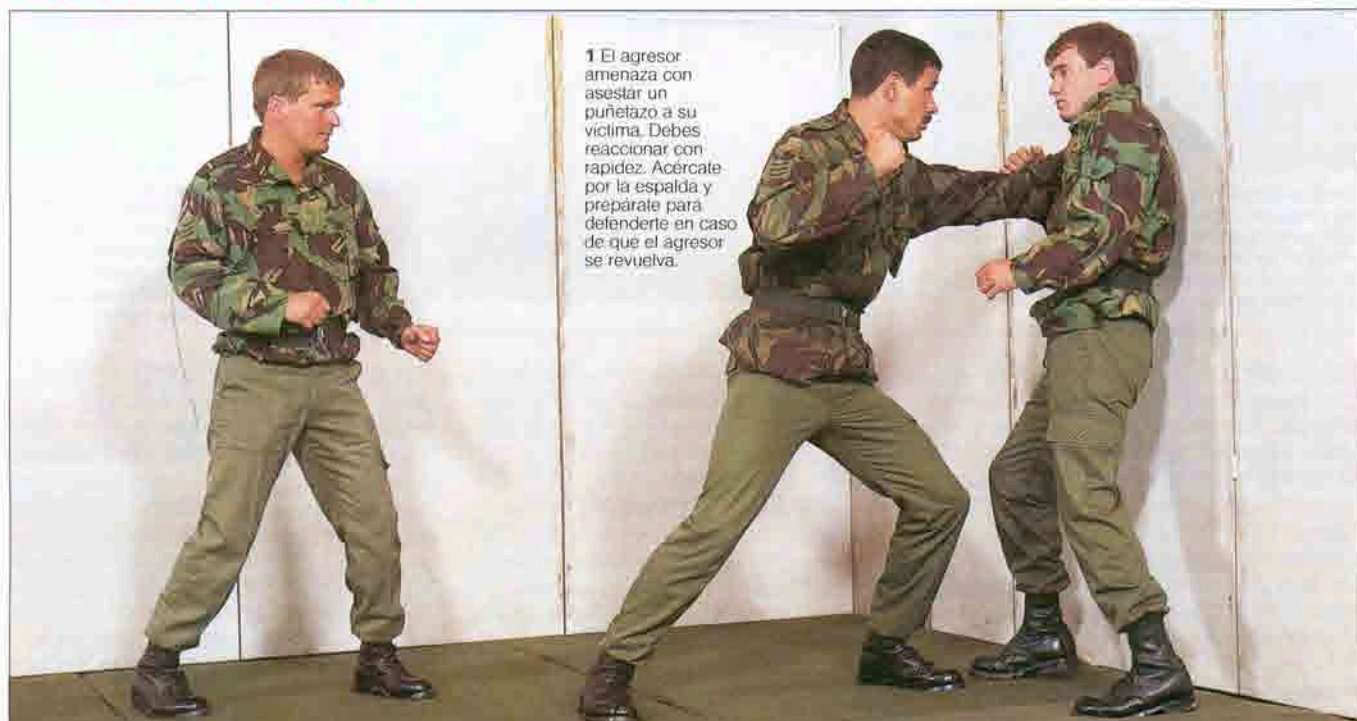 1 El agresor
amenaza con
asestar un
puñetazo a su
víctima. Debes
reaccionar con
rapidez. Acércate
por la espalda y
prepárate para
defenderte en caso
de que el agresor
se revuelva.